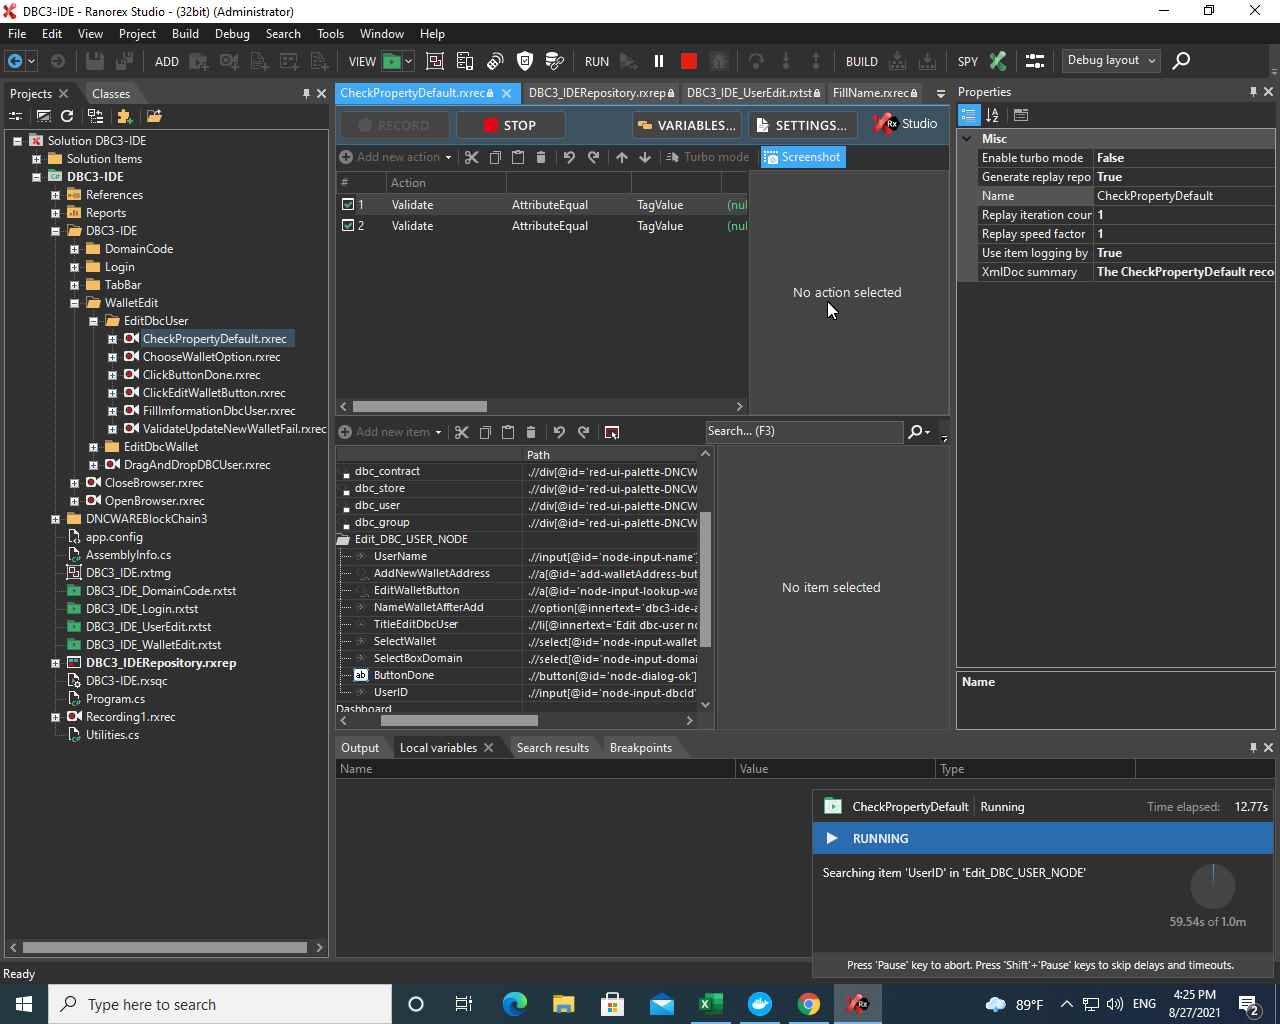 DBC3-IDE - Ranorex Studio - (32bit) (Administrator)
File Edit View Project Build Debug Search Tools Window Help
ADD VIEW RUN BUILD SPY Debug layout
Projects Classes
Solution DBC3-IDE
Solution Items
DBC3-IDE
References
Reports
DBC3-IDE
DomainCode
Login
TabBar
WalletEdit
EditDbcUser
CheckPropertyDefault.rxrec
ChooseWalletOption.rxrec
ClickButtonDone.rxrec
ClickEditWalletButton.rxrec
FillImformationDbcUser.rxrec
ValidateUpdateNewWalletFail.rxrec
EditDbcWallet
DragAndDropDBCUser.rxrec
CloseBrowser.rxrec
OpenBrowser.rxrec
DNCWAREBlockChain3
app.config
AssemblyInfo.cs
DBC3_IDE.rxtmg
DBC3_IDE_DomainCode.rxtst
DBC3_IDE_Login.rxtst
DBC3_IDE_UserEdit.rxtst
DBC3_IDE_WalletEdit.rxtst
DBC3_IDERepository.rxrep
DBC3-IDE.rxsqc
Program.cs
Recording1.rxrec
Utilities.cs
CheckPropertyDefault.rxrec DBC3_IDERepository.rxrep DBC3_IDE_UserEdit.rxtst FillName.rxrec
RECORD STOP VARIABLES... SETTINGS... Rx Studio
Add new action Turbo mode Screenshot
# Action
1 Validate AttributeEqual TagValue (nul
2 Validate AttributeEqual TagValue (nul
No action selected
Add new item Search... (F3)
Path
dbc_contract .//div[@id='red-ui-palette-DNCW
dbc_store .//div[@id='red-ui-palette-DNCW
dbc_user .//div[@id='red-ui-palette-DNCW
dbc_group .//div[@id='red-ui-palette-DNCW
Edit_DBC_USER_NODE
UserName .//input[@id='node-input-name'
AddNewWalletAddress .//a[@id='add-walletAddress-but
EditWalletButton .//a[@id='node-input-lookup-wa
NameWalletAffterAdd .//option[@innertext='dbc3-ide-a
TitleEditDbcUser .//li[@innertext='Edit dbc-user no
SelectWallet .//select[@id='node-input-wallet
SelectBoxDomain .//select[@id='node-input-domai
ab ButtonDone .//button[@id='node-dialog-ok']
UserID .//input[@id='node-input-dbcId'
Dashboard
No item selected
Properties
Misc
Enable turbo mode False
Generate replay repo True
Name CheckPropertyDefault
Replay iteration coun 1
Replay speed factor 1
Use item logging by True
XmlDoc summary The CheckPropertyDefault reco
Name
Output Local variables Search results Breakpoints
Name Value Type
CheckPropertyDefault Running Time elapsed: 12.77s
RUNNING
Searching item 'UserID' in 'Edit_DBC_USER_NODE'
59.54s of 1.0m
Press 'Pause' key to abort. Press 'Shift'+'Pause' keys to skip delays and timeouts.
Ready
Type here to search
89°F ENG 4:25 PM
8/27/2021
2